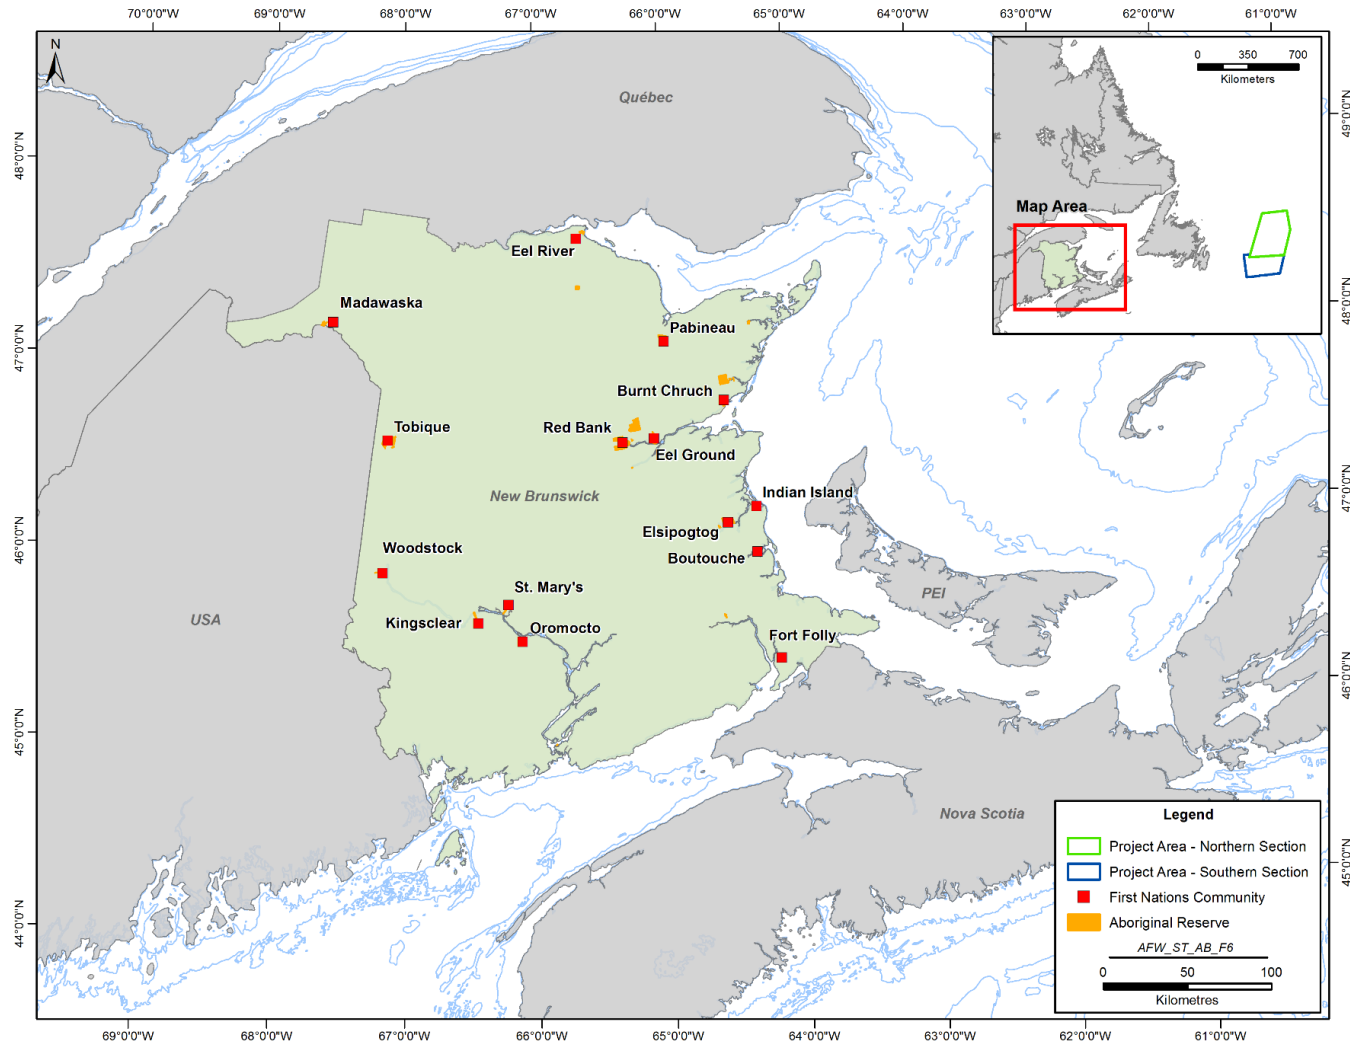 70°0'0"W 69°0'0"W 68°0'0"W 67°0'0"W 66°0'0"W 65°0'0"W 64°0'0"W 63°0'0"W 62°0'0"W 61°0'0"W
N
0 350 700
Kilometers
Map Area
Québec
49°0'0"N
48°0'0"N
Eel River
Madawaska
48°0'0"N
Pabineau
47°0'0"N
Burnt Chruch
Tobique
Red Bank
Eel Ground
Indian Island
47°0'0"N
New Brunswick
Elsipogtog
46°0'0"N
Woodstock
Boutouche
St. Mary's
PEI
USA
Kingsclear
Oromocto
Fort Folly
46°0'0"N
45°0'0"N
Nova Scotia
Legend
Project Area - Northern Section
Project Area - Southern Section
First Nations Community
Aboriginal Reserve
AFW_ST_AB_F6
0 50 100
Kilometres
45°0'0"N
44°0'0"N
69°0'0"W 68°0'0"W 67°0'0"W 66°0'0"W 65°0'0"W 64°0'0"W 63°0'0"W 62°0'0"W 61°0'0"W